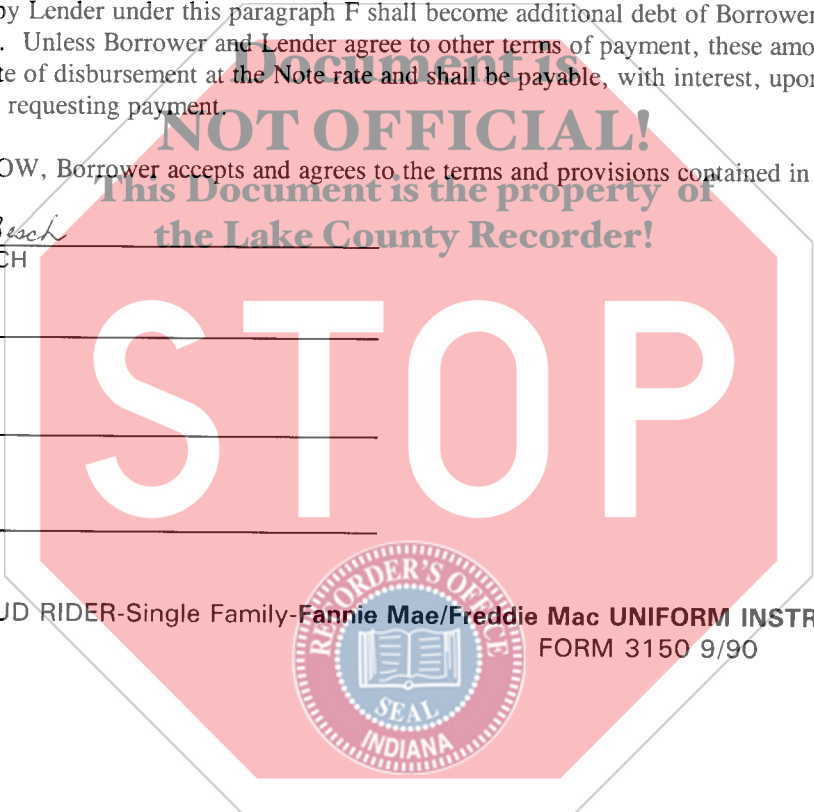 by Lender under this paragraph F shall become additional debt of Borrower
. Unless Borrower and Lender agree to other terms of payment, these amo
te of disbursement at the Note rate and shall be payable, with interest, upon
requesting payment.
Document is
NOT OFFICIAL!
OW, Borrower accepts and agrees to the terms and provisions contained in
This Document is the property of
the Lake County Recorder!
Besch
CH
STOP
UD RIDER-Single Family-Fannie Mae/Freddie Mac UNIFORM INSTR
FORM 3150 9/90
RECORDER'S OFFICE
SEAL
INDIANA